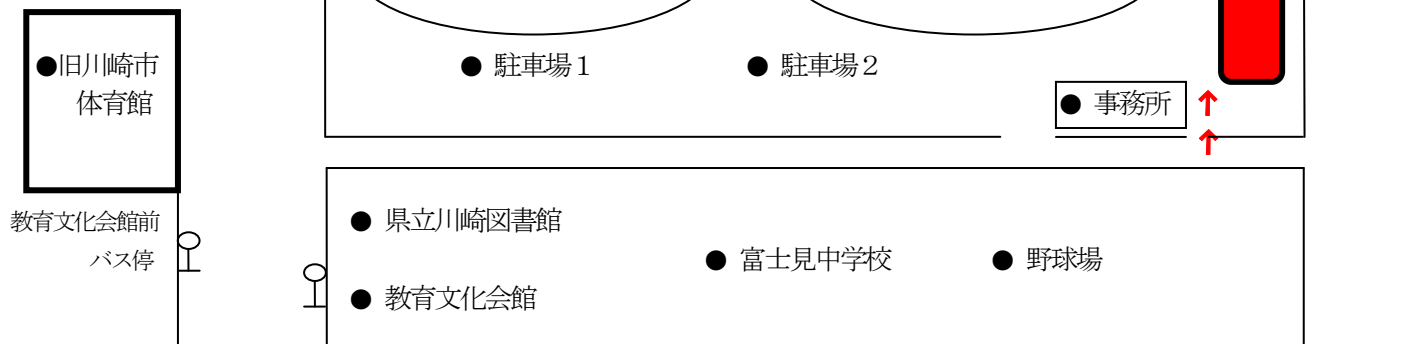 ●旧川崎市
体育館
● 駐車場1
● 駐車場2
● 事務所
↑
↑
教育文化会館前
バス停
● 県立川崎図書館
● 富士見中学校
● 野球場
● 教育文化会館